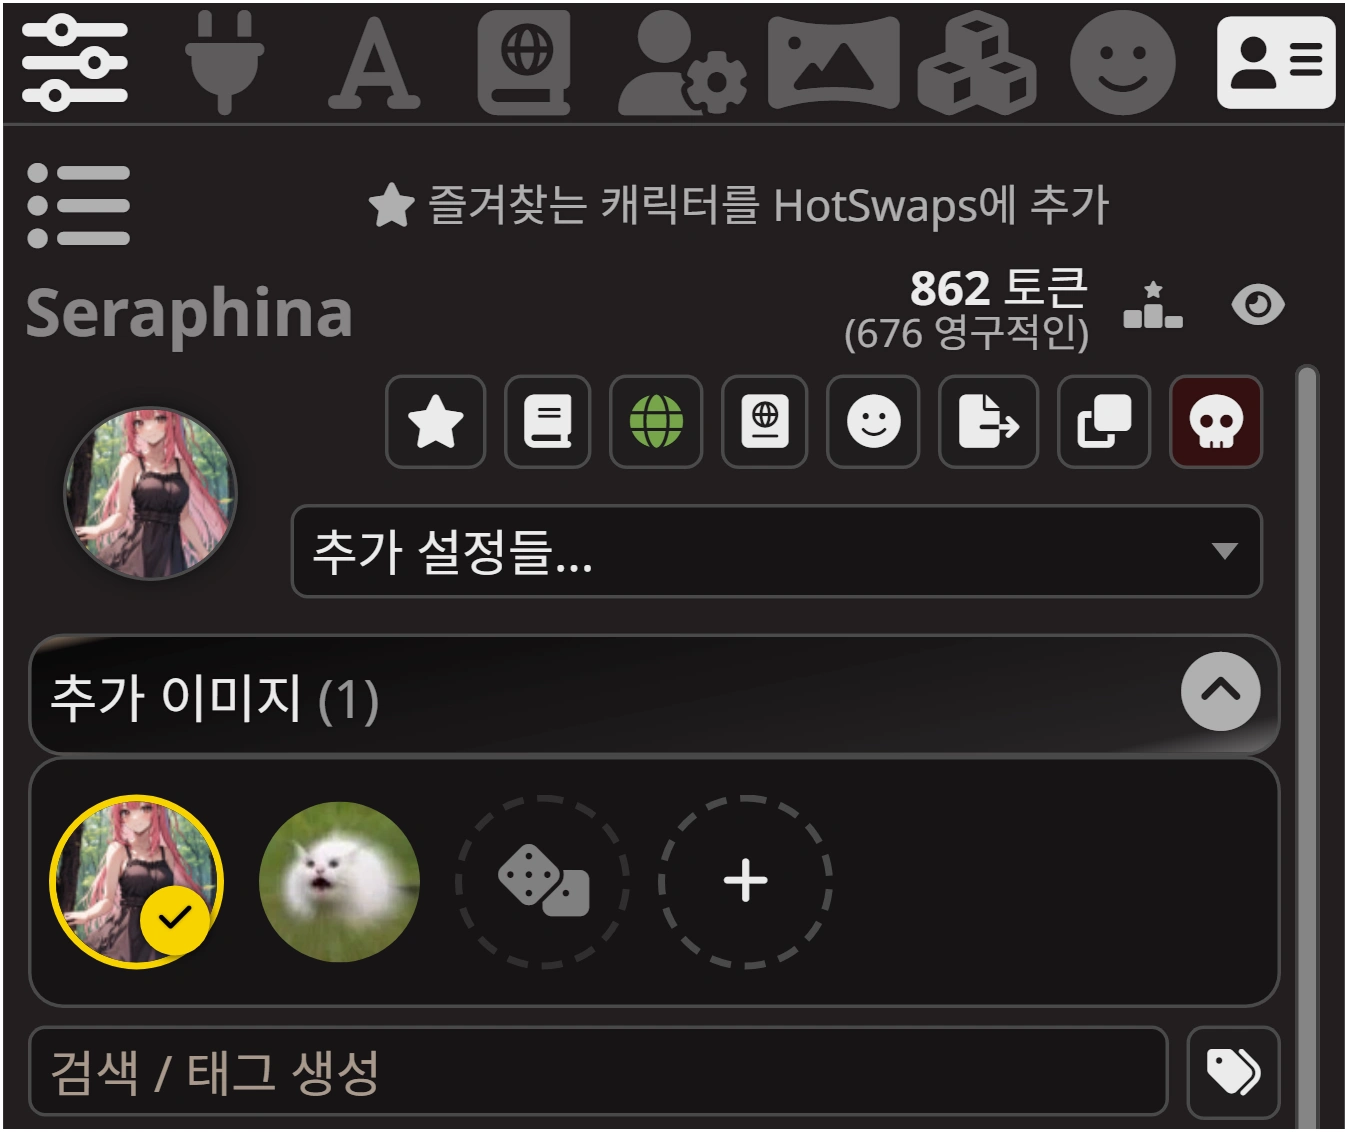 즐겨찾는 캐릭터를 HotSwaps에 추가
Seraphina
862 토큰
(676 영구적인)
추가 설정들...
추가 이미지 (1)
검색 / 태그 생성